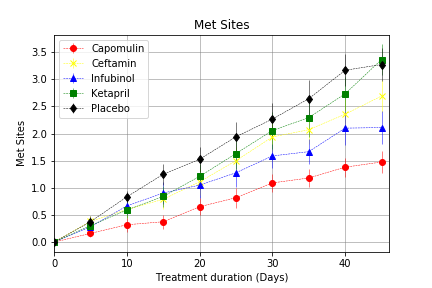 Met Sites
Capomulin
Ceftamin
Infubinol
Ketapril
Placebo
Met Sites
3.5
3.0
2.5
2.0
1.5
1.0
0.5
0.0
0
10
20
30
40
Treatment duration (Days)